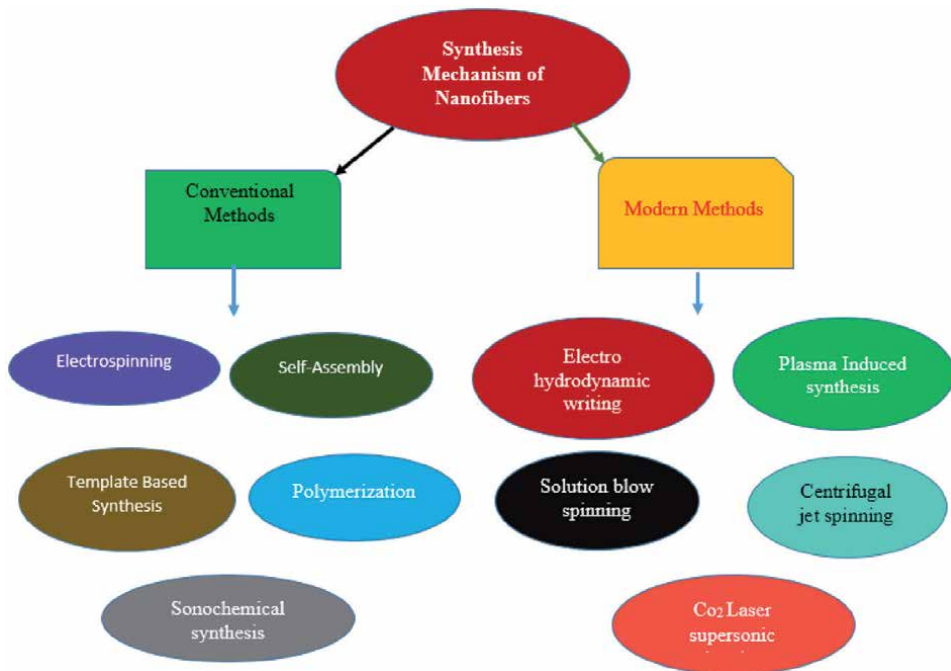 Synthesis
Mechanism of
Nanofibers
Conventional
Methods
Modern Methods
Electrospinning
Self-Assembly
Electro
hydrodynamic
writing
Plasma Induced
synthesis
Template Based
Synthesis
Polymerization
Solution blow
spinning
Centrifugal
jet spinning
Sonochemical
synthesis
Co₂ Laser
supersonic